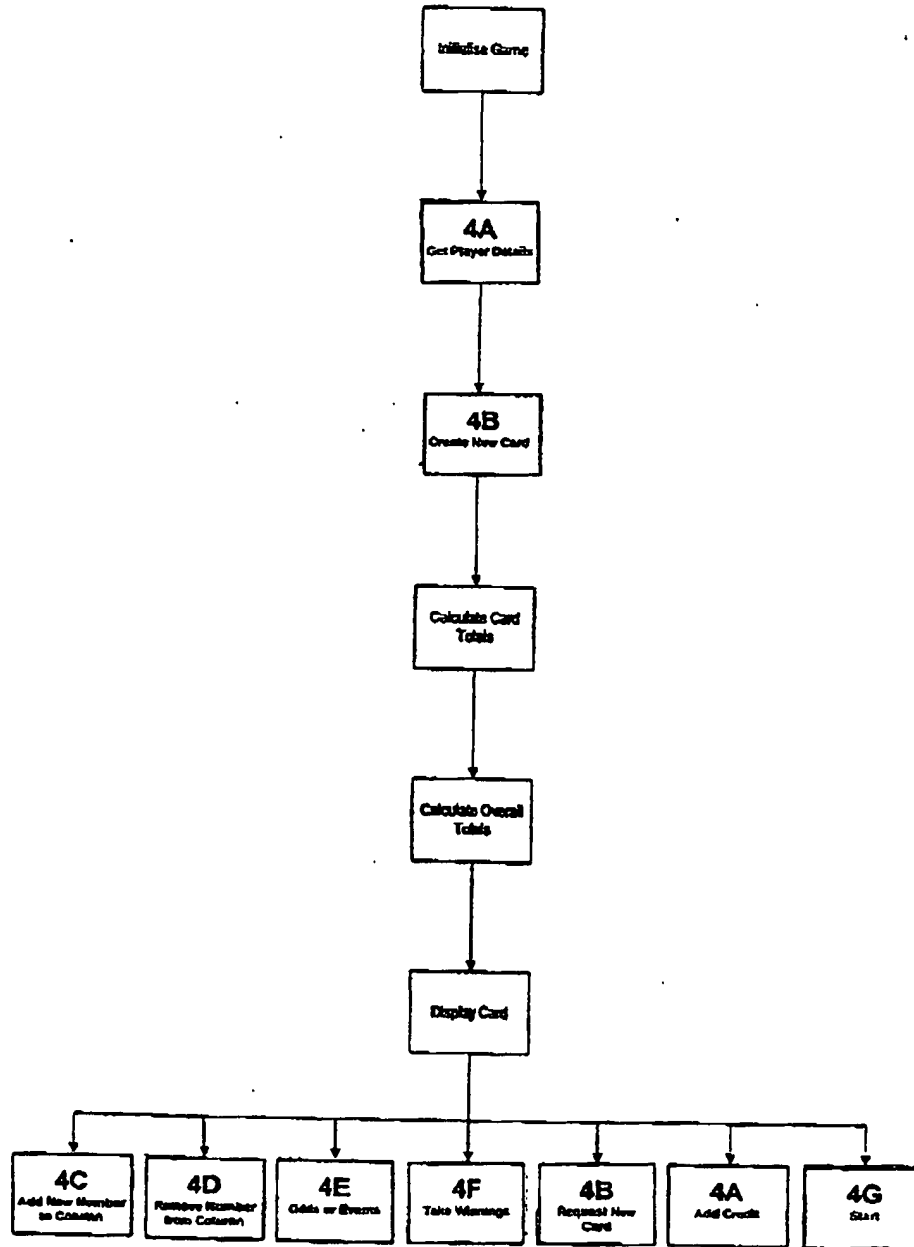 Initialise Game
4A
Get Player Details
4B
Create New Card
Calculate Card
Totals
Calculate Overall
Totals
Display Card
4C
Add New Number
to Column
4D
Remove Number
from Column
4E
Odds or Evens
4F
Take Winnings
4B
Request New
Card
4A
Add Credit
4G
Start